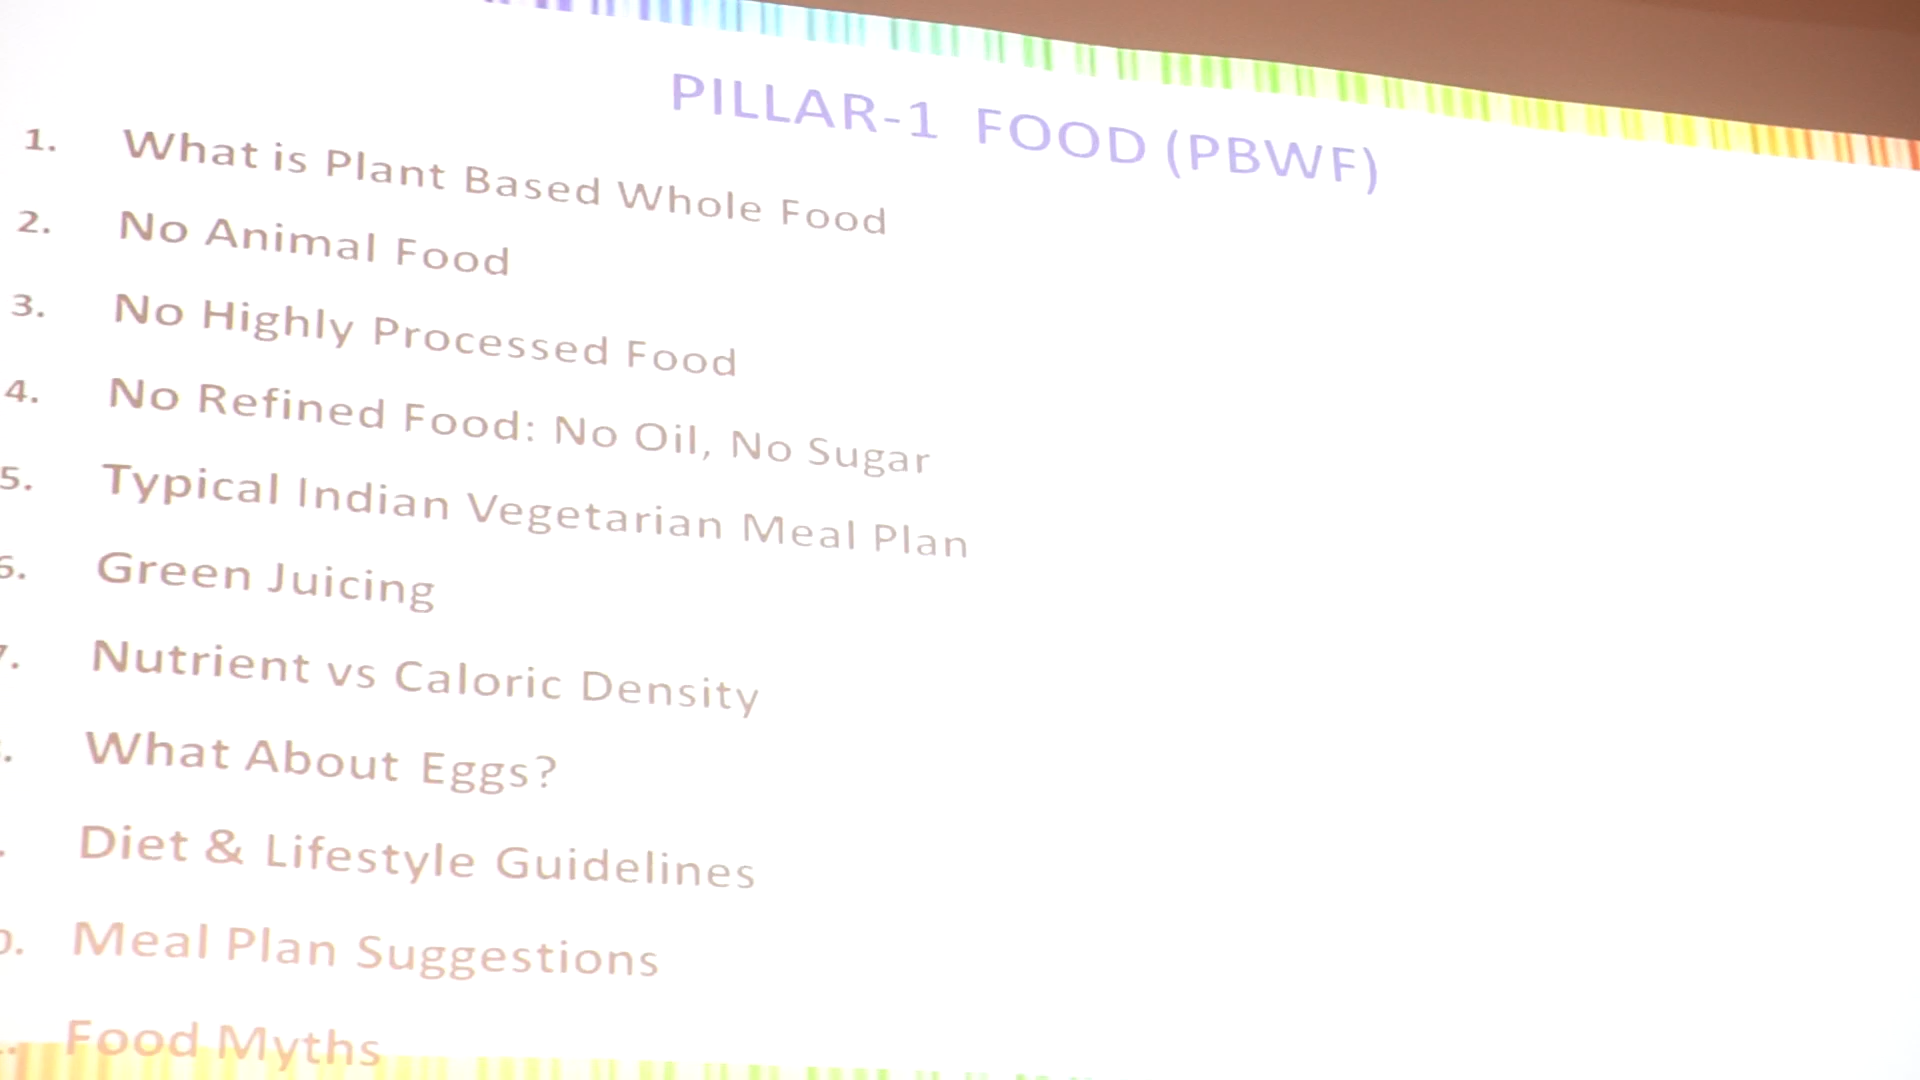 PILLAR-1 FOOD (PBWF)
1. What is Plant Based Whole Food
2. No Animal Food
3. No Highly Processed Food
4. No Refined Food: No Oil, No Sugar
5. Typical Indian Vegetarian Meal Plan
6. Green Juicing
7. Nutrient vs Caloric Density
What About Eggs?
Diet & Lifestyle Guidelines
Meal Plan Suggestions
Food Myths